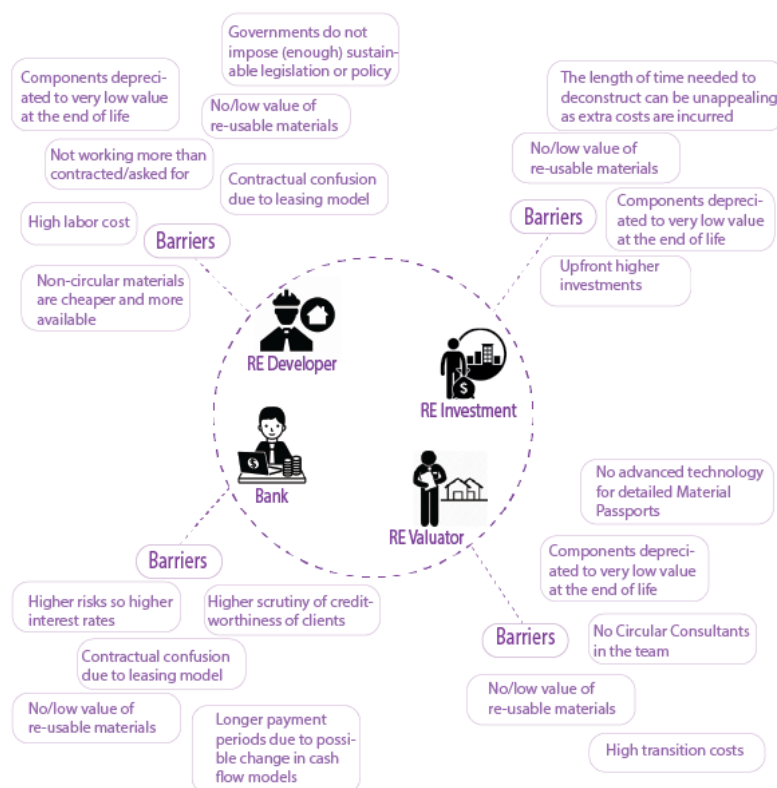 Governments do not
impose (enough) sustain-
able legislation or policy
Components depreci-
ated to very low value
at the end of life
No/low value of
re-usable materials
Not working more than
contracted/asked for
Contractual confusion
due to leasing model
High labor cost
Barriers
Non-circular materials
are cheaper and more
available
RE Developer
The length of time needed to
deconstruct can be unappealing
as extra costs are incurred
No/low value of
re-usable materials
Barriers
Components depreci-
ated to very low value
at the end of life
Upfront higher
investments
RE Investment
Bank
Barriers
Higher risks so higher
interest rates
Higher scrutiny of credit-
worthiness of clients
Contractual confusion
due to leasing model
No/low value of
re-usable materials
Longer payment
periods due to possi-
ble change in cash
flow models
RE Valuator
No advanced technology
for detailed Material
Passports
Components depreci-
ated to very low value
at the end of life
Barriers
No Circular Consultants
in the team
No/low value of
re-usable materials
High transition costs